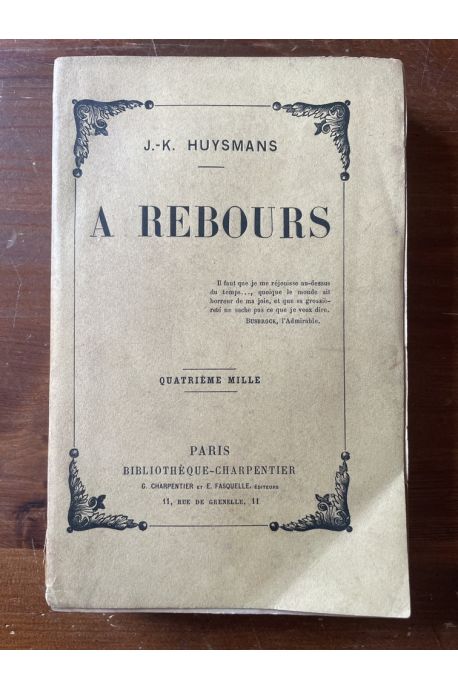 J.-K. HUYSMANS
A REBOURS
Il faut que je me réjouisse au-dessus
du temps..., quoique le monde ait
horreur de ma joie, et que sa grossiè-
reté ne sache pas ce que je veux dire.
RUSBROCK, l'Admirable.
QUATRIÈME MILLE
PARIS
BIBLIOTHÈQUE-CHARPENTIER
G. CHARPENTIER ET E. FASQUELLE, ÉDITEURS
11, RUE DE GRENELLE, 11